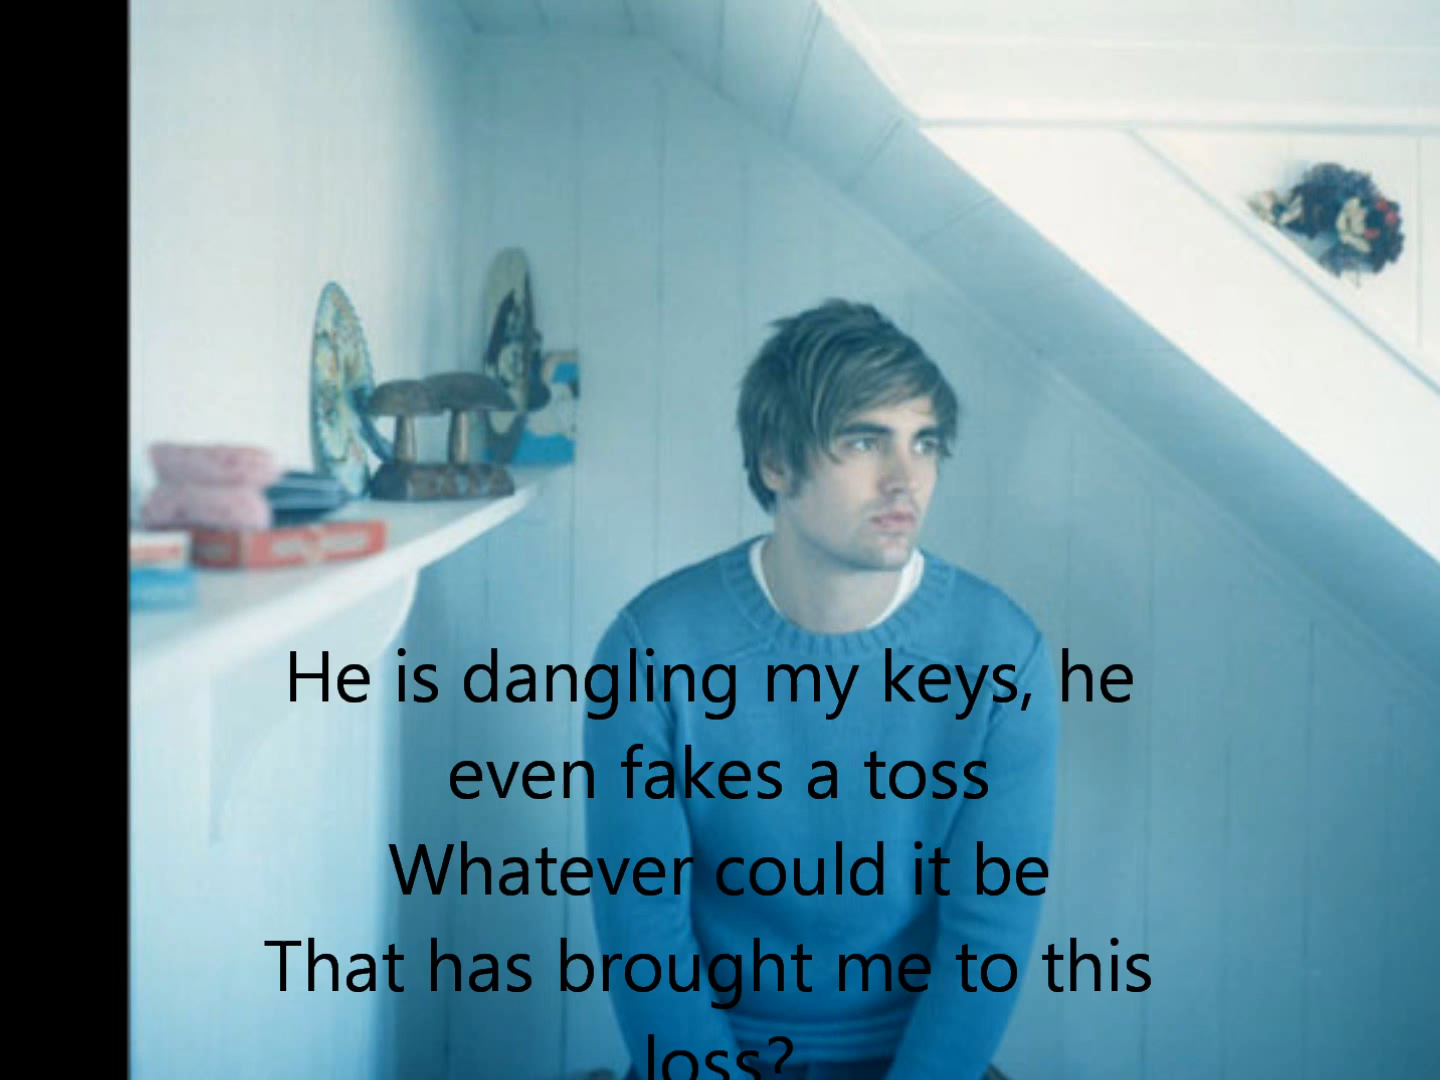 He is dangling my keys, he
even fakes a toss
Whatever could it be
That has brought me to this
loss?